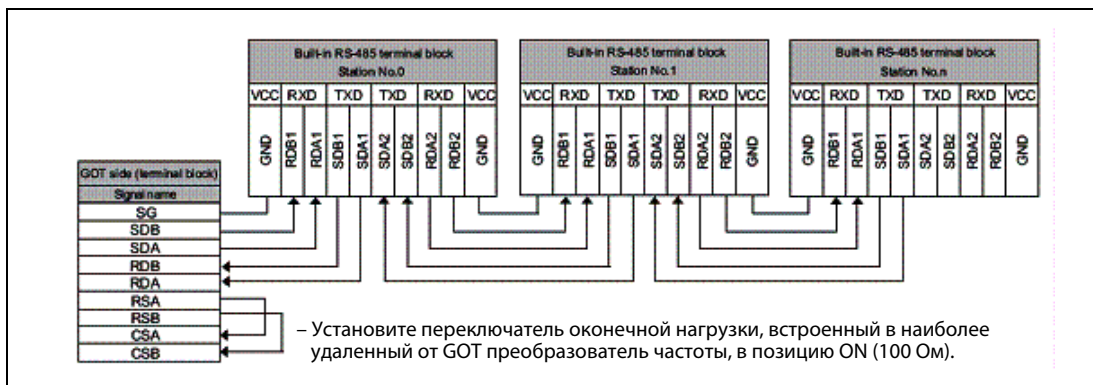 Built-in RS-485 terminal block
Station No.0
VCC RXD TXD TXD RXD VCC
GND RDB1 RDA1 SDB1 SDA1 SDA2 SDB2 RDA2 RDB2 GND
Built-in RS-485 terminal block
Station No.1
VCC RXD TXD TXD RXD VCC
GND RDB1 RDA1 SDB1 SDA1 SDA2 SDB2 RDA2 RDB2 GND
Built-in RS-485 terminal block
Station No.n
VCC RXD TXD TXD RXD VCC
GND RDB1 RDA1 SDB1 SDA1 SDA2 SDB2 RDA2 RDB2 GND
GOT side (terminal block)
Signal name
SG
SDB
SDA
RDB
RDA
RSA
RSB
CSA
CSB
– Установите переключатель оконечной нагрузки, встроенный в наиболее
удаленный от GOT преобразователь частоты, в позицию ON (100 Ом).